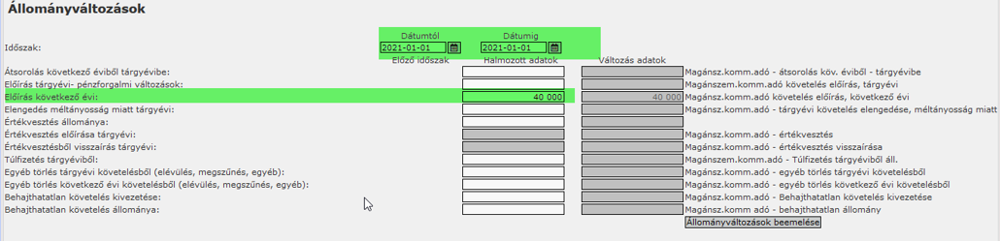 Állományváltozások
Dátumtól Dátumig
Időszak: 2021-01-01 2021-01-01
Előző időszak Halmozott adatok Változás adatok
Átsorolás következő éviből tárgyévibe: Magánsz.komm.adó - átsorolás köv. éviből - tárgyévibe
Előírás tárgyévi- pénzforgalmi változások: Magánszem.komm.adó követelés előírás, tárgyévi
Előírás következő évi: 40 000 40 000 Magánsz.komm.adó követelés előírás, következő évi
Elengedés méltányosság miatt tárgyévi: Magánsz.komm.adó - tárgyévi követelés elengedése, méltányosság miatt
Értékvesztés állománya:
Értékvesztés előírása tárgyévi: Magánsz.komm.adó - értékvesztés
Értékvesztésből visszaírás tárgyévi: Magánsz.komm.adó - értékvesztés visszaírása
Túlfizetés tárgyéviből: Magánszem.komm.adó - Túlfizetés tárgyéviből áll.
Egyéb törlés tárgyévi követelésből (elévülés, megszűnés, egyéb): Magánsz.komm.adó - egyéb törlés tárgyévi követelésből
Egyéb törlés következő évi követelésből (elévülés, megszűnés, egyéb): Magánsz.komm.adó - egyéb törlés következő évi követelésből
Behajthatatlan követelés kivezetése: Magánsz.komm.adó - Behajthatatlan követelés kivezetése
Behajthatatlan követelés állománya: Magánsz.komm adó - behajthatatlan állomány
Állományváltozások beemelése